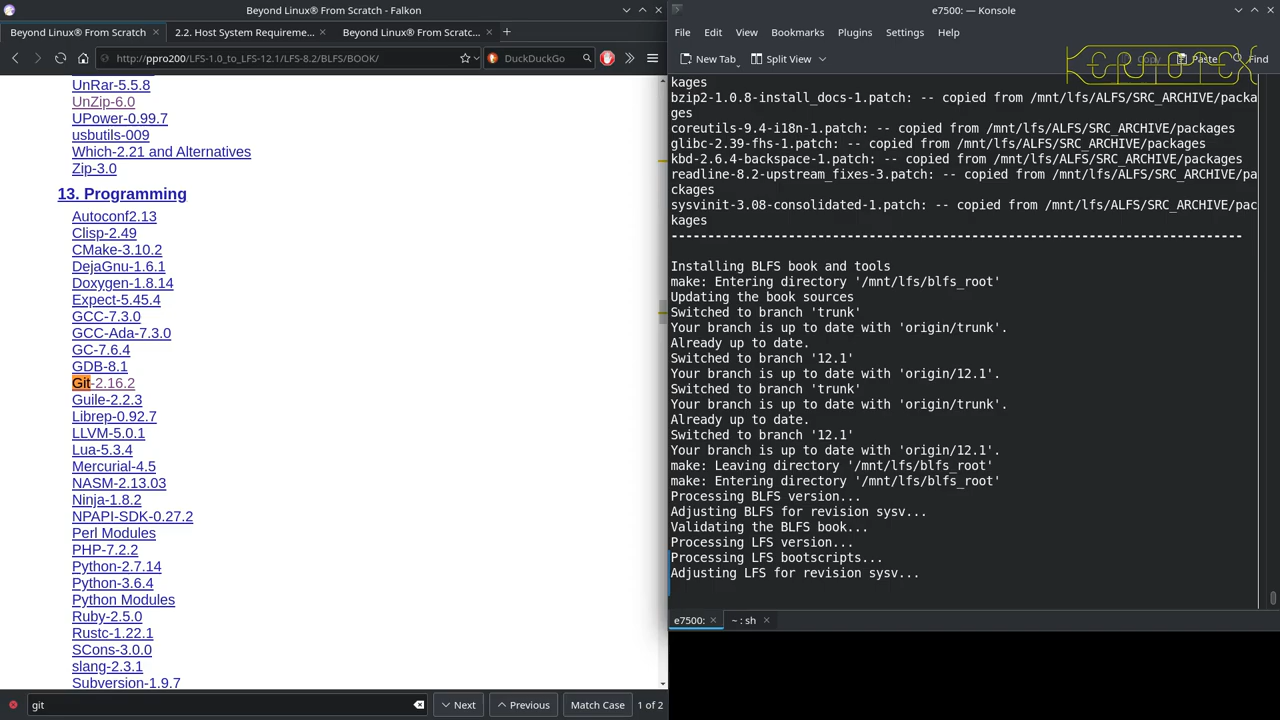 Beyond Linux® From Scratch - Falkon
Beyond Linux® From Scratch
2.2. Host System Requireme...
Beyond Linux® From Scratc...
http://ppro200/LFS-1.0_to_LFS-12.1/LFS-8.2/BLFS/BOOK/
DuckDuckGo
UnRar-5.5.8
UnZip-6.0
UPower-0.99.7
usbutils-009
Which-2.21 and Alternatives
Zip-3.0
13. Programming
Autoconf2.13
Clisp-2.49
CMake-3.10.2
DejaGnu-1.6.1
Doxygen-1.8.14
Expect-5.45.4
GCC-7.3.0
GCC-Ada-7.3.0
GC-7.6.4
GDB-8.1
Git-2.16.2
Guile-2.2.3
Librep-0.92.7
LLVM-5.0.1
Lua-5.3.4
Mercurial-4.5
NASM-2.13.03
Ninja-1.8.2
NPAPI-SDK-0.27.2
Perl Modules
PHP-7.2.2
Python-2.7.14
Python-3.6.4
Python Modules
Ruby-2.5.0
Rustc-1.22.1
SCons-3.0.0
slang-2.3.1
Subversion-1.9.7
git
Next
Previous
Match Case
1 of 2
e7500: — Konsole
File Edit View Bookmarks Plugins Settings Help
New Tab
Split View
Copy
Paste
Find
kages
bzip2-1.0.8-install_docs-1.patch: -- copied from /mnt/lfs/ALFS/SRC_ARCHIVE/packa
ges
coreutils-9.4-i18n-1.patch: -- copied from /mnt/lfs/ALFS/SRC_ARCHIVE/packages
glibc-2.39-fhs-1.patch: -- copied from /mnt/lfs/ALFS/SRC_ARCHIVE/packages
kbd-2.6.4-backspace-1.patch: -- copied from /mnt/lfs/ALFS/SRC_ARCHIVE/packages
readline-8.2-upstream_fixes-3.patch: -- copied from /mnt/lfs/ALFS/SRC_ARCHIVE/pa
ckages
sysvinit-3.08-consolidated-1.patch: -- copied from /mnt/lfs/ALFS/SRC_ARCHIVE/pac
kages
------------------------------------------------------------------------------
Installing BLFS book and tools
make: Entering directory '/mnt/lfs/blfs_root'
Updating the book sources
Switched to branch 'trunk'
Your branch is up to date with 'origin/trunk'.
Already up to date.
Switched to branch '12.1'
Your branch is up to date with 'origin/12.1'.
Switched to branch 'trunk'
Your branch is up to date with 'origin/trunk'.
Already up to date.
Switched to branch '12.1'
Your branch is up to date with 'origin/12.1'.
make: Leaving directory '/mnt/lfs/blfs_root'
make: Entering directory '/mnt/lfs/blfs_root'
Processing BLFS version...
Adjusting BLFS for revision sysv...
Validating the BLFS book...
Processing LFS version...
Processing LFS bootscripts...
Adjusting LFS for revision sysv...
e7500:
~ : sh